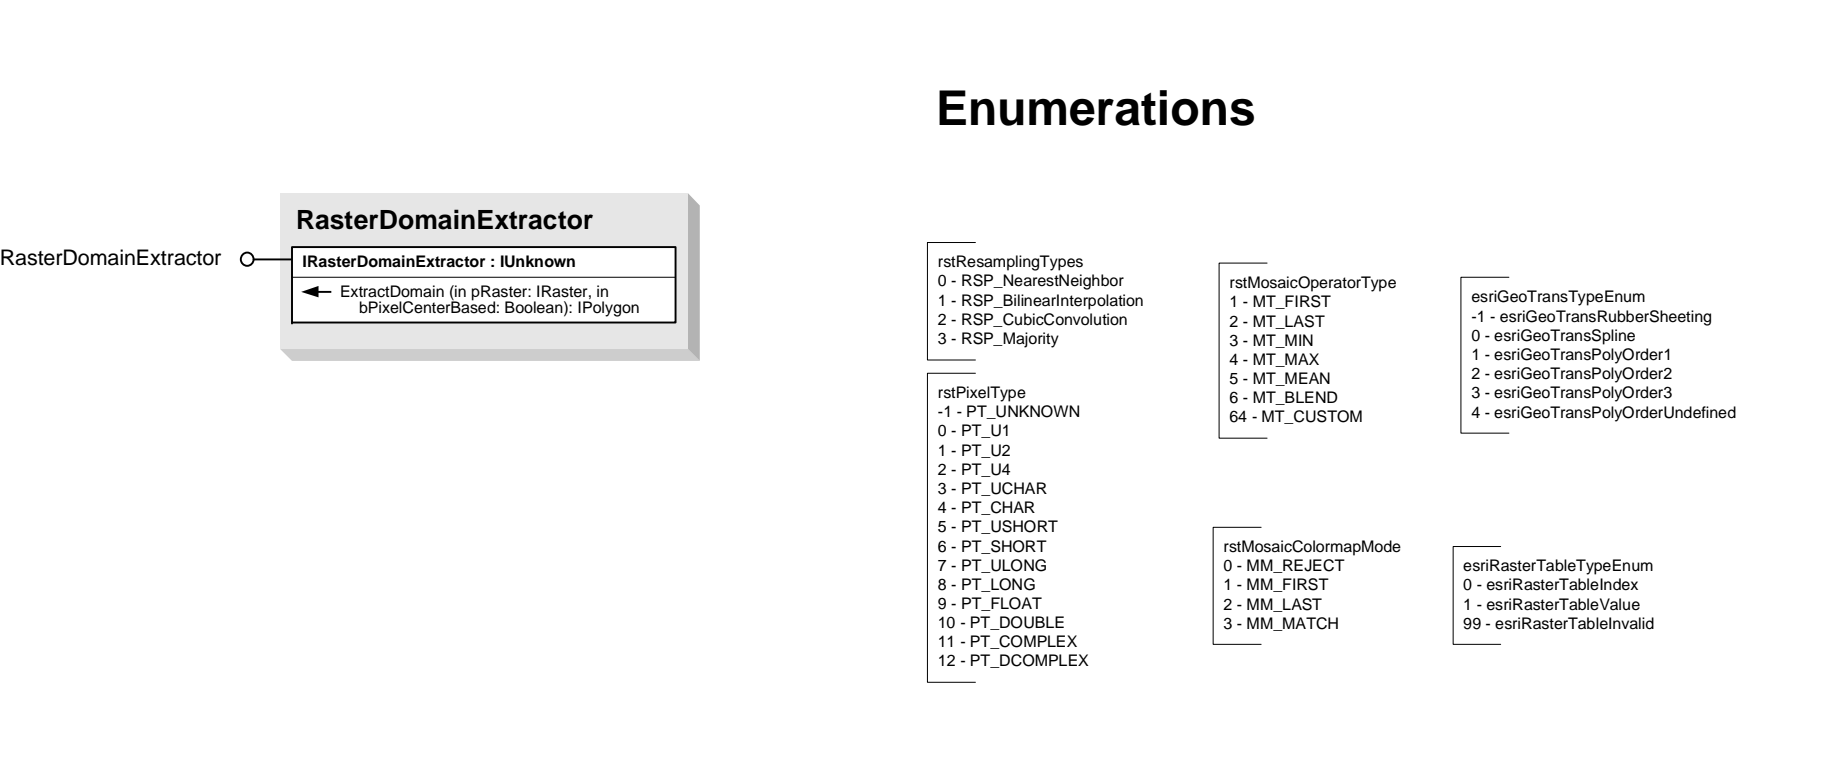 Enumerations
RasterDomainExtractor
RasterDomainExtractor
IRasterDomainExtractor : IUnknown
ExtractDomain (in pRaster: IRaster, in
bPixelCenterBased: Boolean): IPolygon
rstResamplingTypes
0 - RSP_NearestNeighbor
1 - RSP_BilinearInterpolation
2 - RSP_CubicConvolution
3 - RSP_Majority
rstPixelType
-1 - PT_UNKNOWN
0 - PT_U1
1 - PT_U2
2 - PT_U4
3 - PT_UCHAR
4 - PT_CHAR
5 - PT_USHORT
6 - PT_SHORT
7 - PT_ULONG
8 - PT_LONG
9 - PT_FLOAT
10 - PT_DOUBLE
11 - PT_COMPLEX
12 - PT_DCOMPLEX
rstMosaicOperatorType
1 - MT_FIRST
2 - MT_LAST
3 - MT_MIN
4 - MT_MAX
5 - MT_MEAN
6 - MT_BLEND
64 - MT_CUSTOM
rstMosaicColormapMode
0 - MM_REJECT
1 - MM_FIRST
2 - MM_LAST
3 - MM_MATCH
esriGeoTransTypeEnum
-1 - esriGeoTransRubberSheeting
0 - esriGeoTransSpline
1 - esriGeoTransPolyOrder1
2 - esriGeoTransPolyOrder2
3 - esriGeoTransPolyOrder3
4 - esriGeoTransPolyOrderUndefined
esriRasterTableTypeEnum
0 - esriRasterTableIndex
1 - esriRasterTableValue
99 - esriRasterTableInvalid